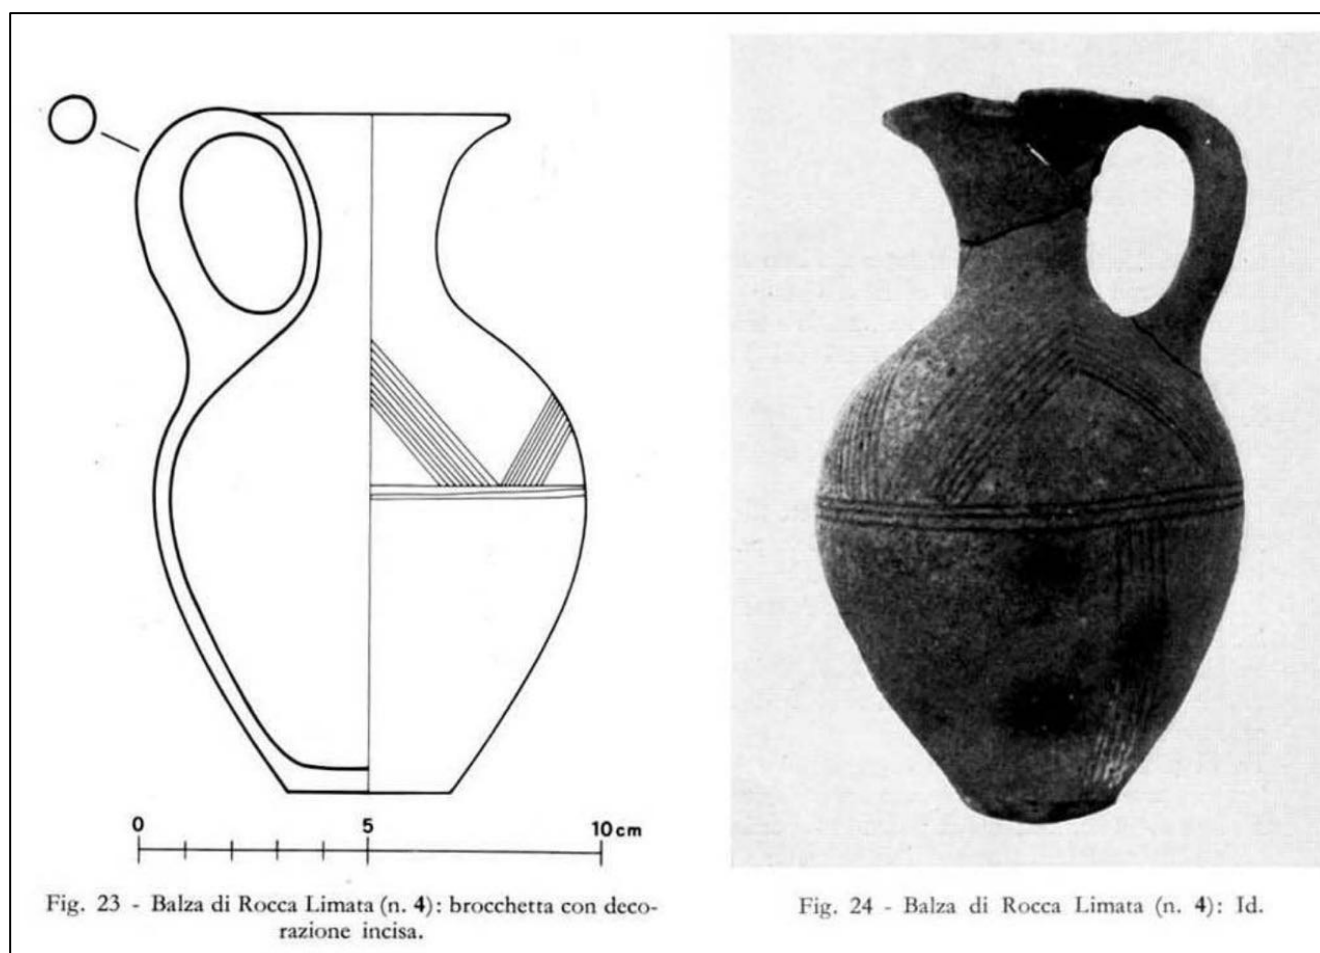 0 5 10 cm
Fig. 23 - Balza di Rocca Limata (n. 4): brocchetta con deco-
razione incisa.
Fig. 24 - Balza di Rocca Limata (n. 4): Id.